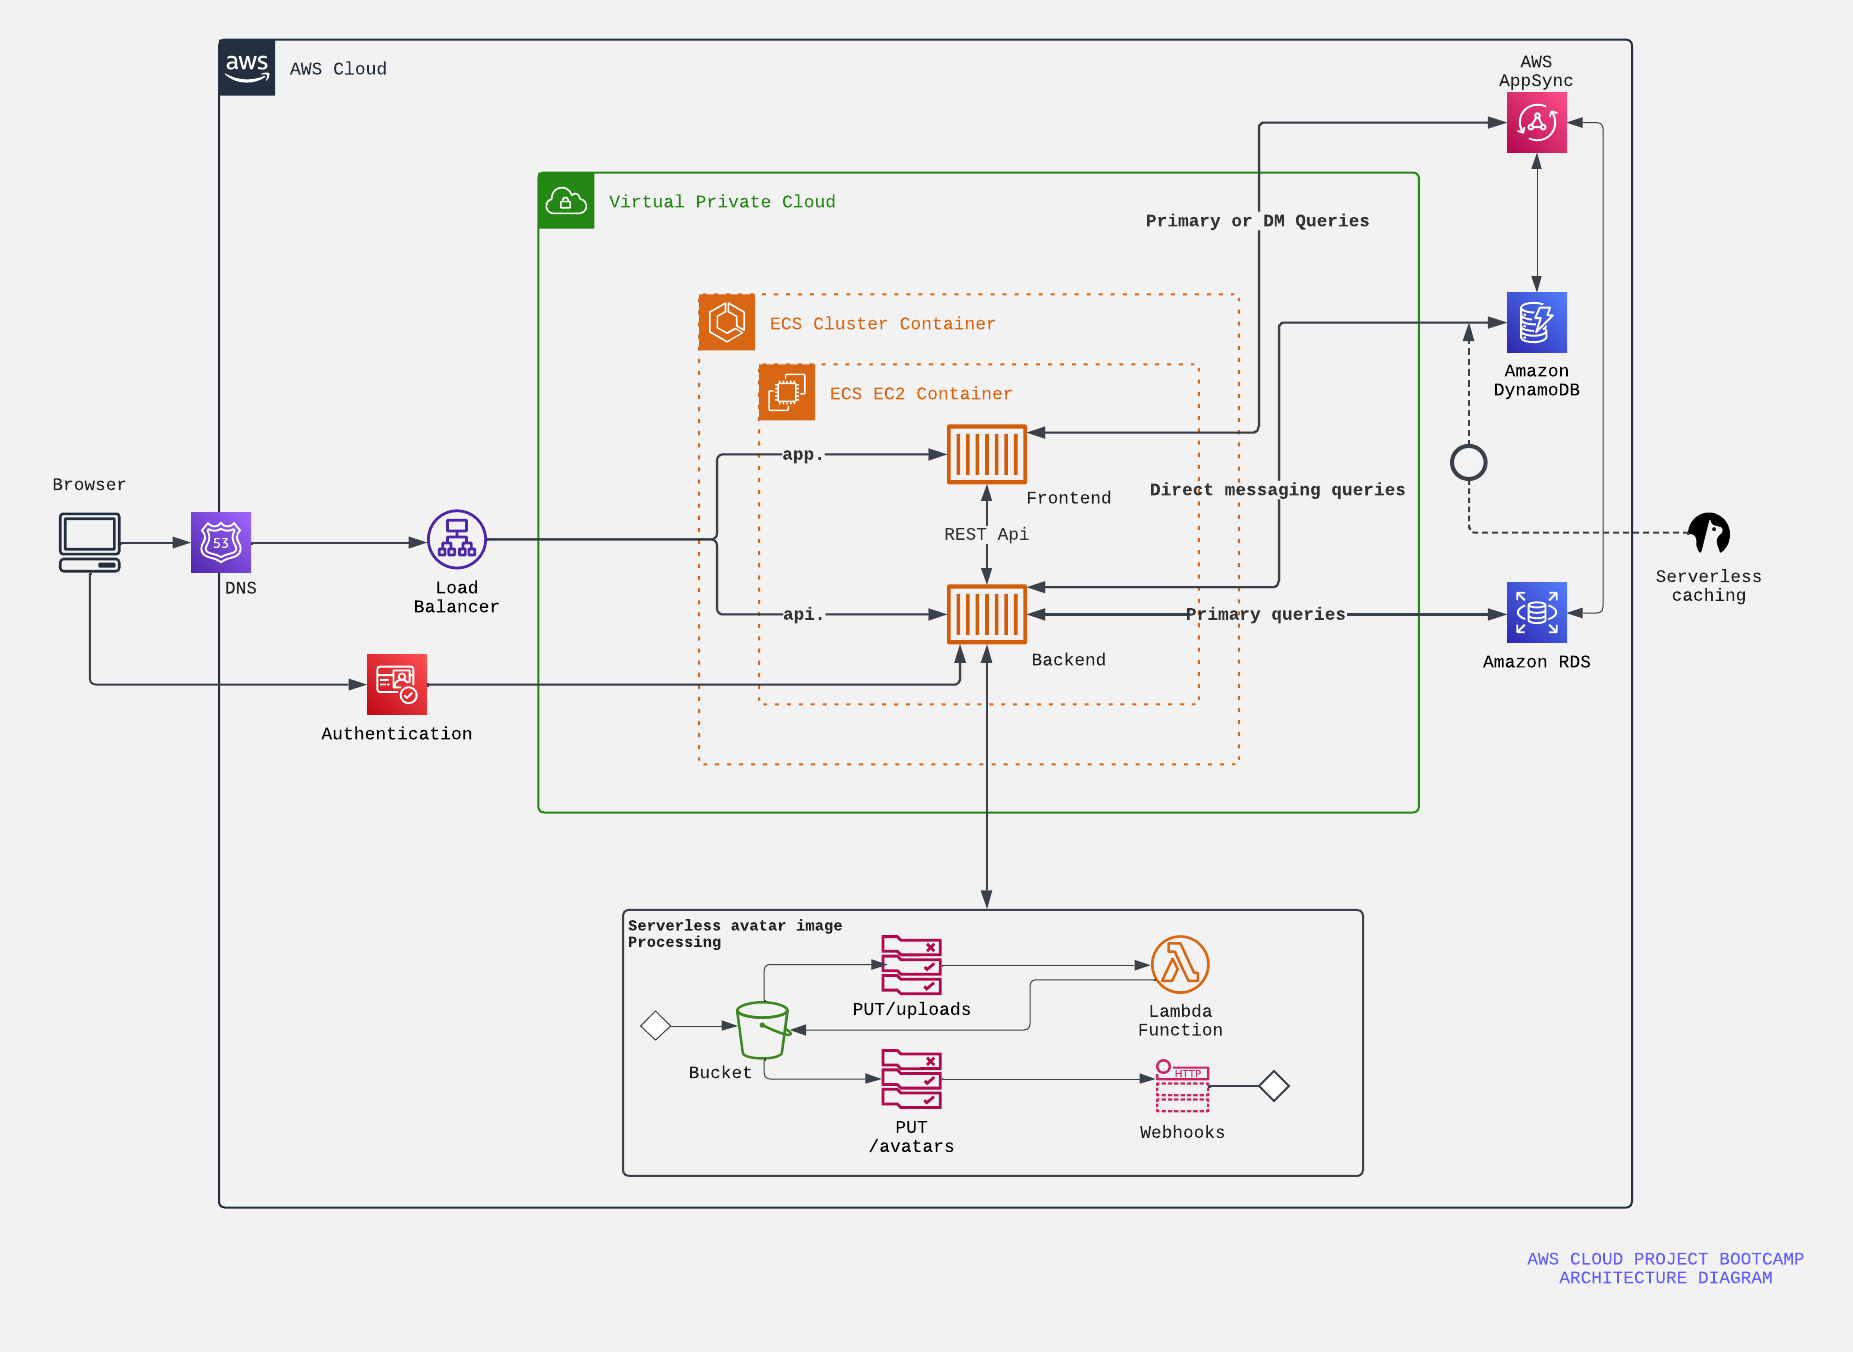 aws
AWS Cloud
AWS
AppSync
Virtual Private Cloud
Primary or DM Queries
ECS Cluster Container
ECS EC2 Container
Amazon
DynamoDB
app.
Browser
Frontend
Direct messaging queries
REST Api
53
DNS
Load
Balancer
Serverless
caching
api.
Primary queries
Backend
Amazon RDS
Authentication
Serverless avatar image
Processing
PUT/uploads
Lambda
Function
Bucket
HTTP
PUT
/avatars
Webhooks
AWS CLOUD PROJECT BOOTCAMP
ARCHITECTURE DIAGRAM